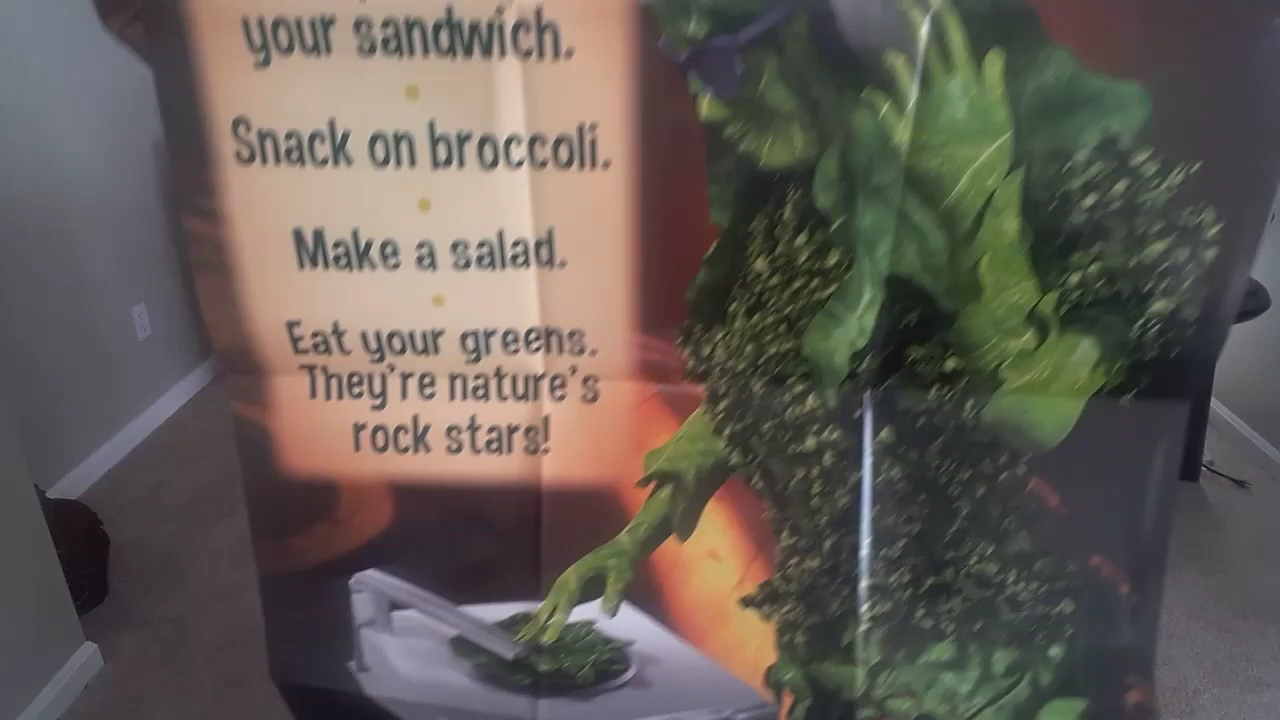 your sandwich.
Snack on broccoli.
Make a salad.
Eat your greens.
They're nature's
rock stars!